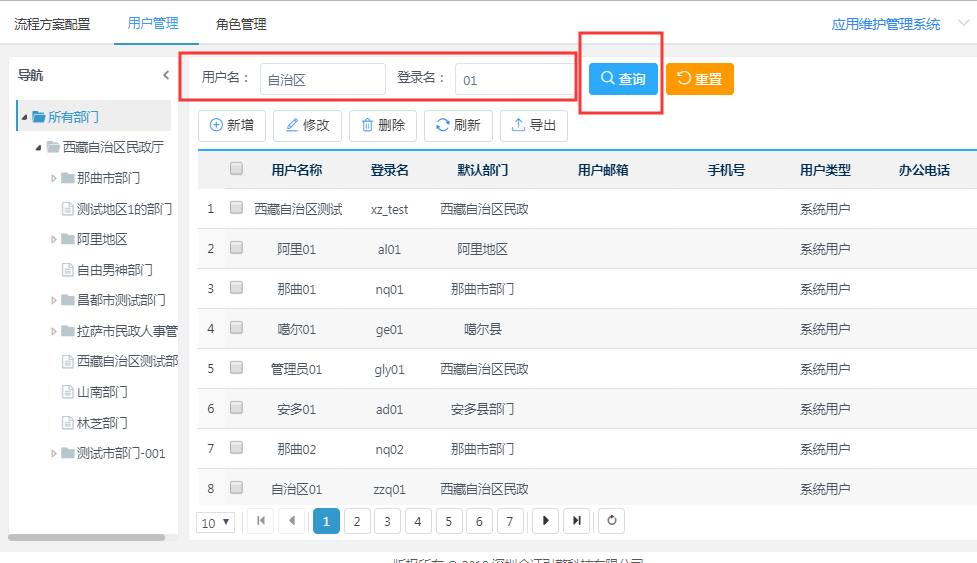 流程方案配置 用户管理 角色管理 应用维护管理系统
导航
所有部门
西藏自治区民政厅
那曲市部门
测试地区1的部门
阿里地区
自由男神部门
昌都市测试部门
拉萨市民政人事管
西藏自治区测试部
山南部门
林芝部门
测试市部门-001
用户名： 自治区 登录名： 01 查询 重置
新增 修改 删除 刷新 导出
用户名称 登录名 默认部门 用户邮箱 手机号 用户类型 办公电话
1 西藏自治区测试 xz_test 西藏自治区民政 系统用户
2 阿里01 al01 阿里地区 系统用户
3 那曲01 nq01 那曲市部门 系统用户
4 噶尔01 ge01 噶尔县 系统用户
5 管理员01 gly01 西藏自治区民政 系统用户
6 安多01 ad01 安多县部门 系统用户
7 那曲02 nq02 那曲市部门 系统用户
8 自治区01 zzq01 西藏自治区民政 系统用户
10 1 2 3 4 5 6 7